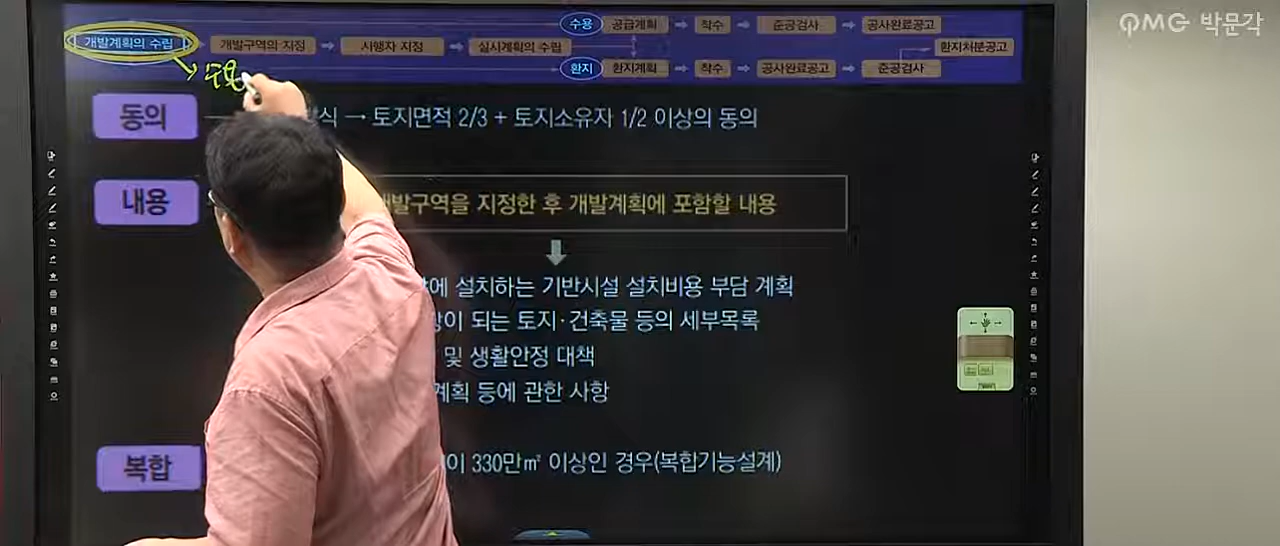 QMG 박문각
수용 공급계획 착수 준공검사 공사완료공고
개발계획의 수립 개발구역의 지정 시행자 지정 실시계획의 수립 환지처분공고
환지 환지계획 착수 공사완료공고 준공검사
동의 → 토지면적 2/3 + 토지소유자 1/2 이상의 동의
내용 발구역을 지정한 후 개발계획에 포함할 내용
에 설치하는 기반시설 설치비용 부담 계획
이 되는 토지·건축물 등의 세부목록
및 생활안정 대책
계획 등에 관한 사항
복합 이 330만㎡ 이상인 경우(복합기능설계)